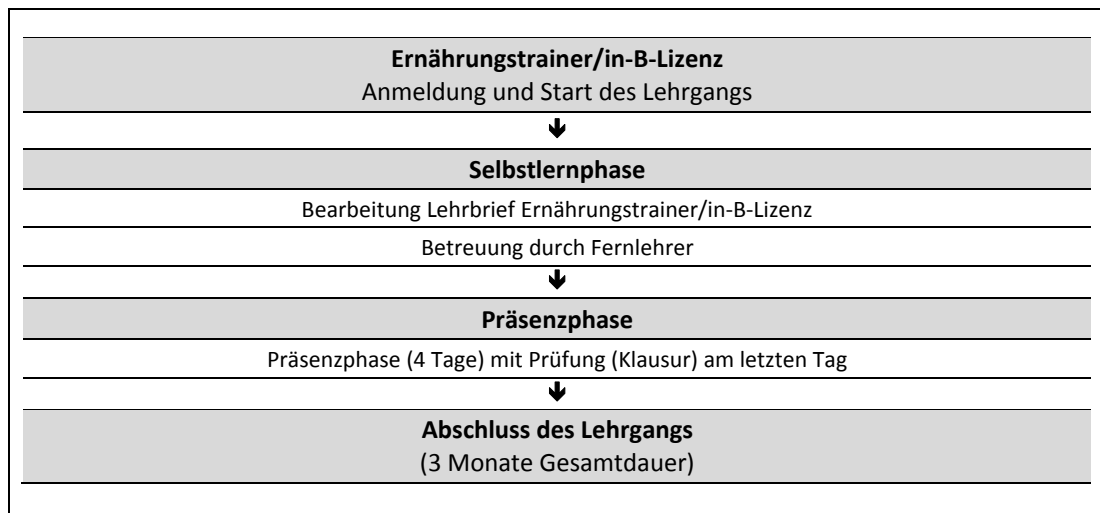 Ernährungstrainer/in-B-Lizenz
Anmeldung und Start des Lehrgangs
Selbstlernphase
Bearbeitung Lehrbrief Ernährungstrainer/in-B-Lizenz
Betreuung durch Fernlehrer
Präsenzphase
Präsenzphase (4 Tage) mit Prüfung (Klausur) am letzten Tag
Abschluss des Lehrgangs
(3 Monate Gesamtdauer)